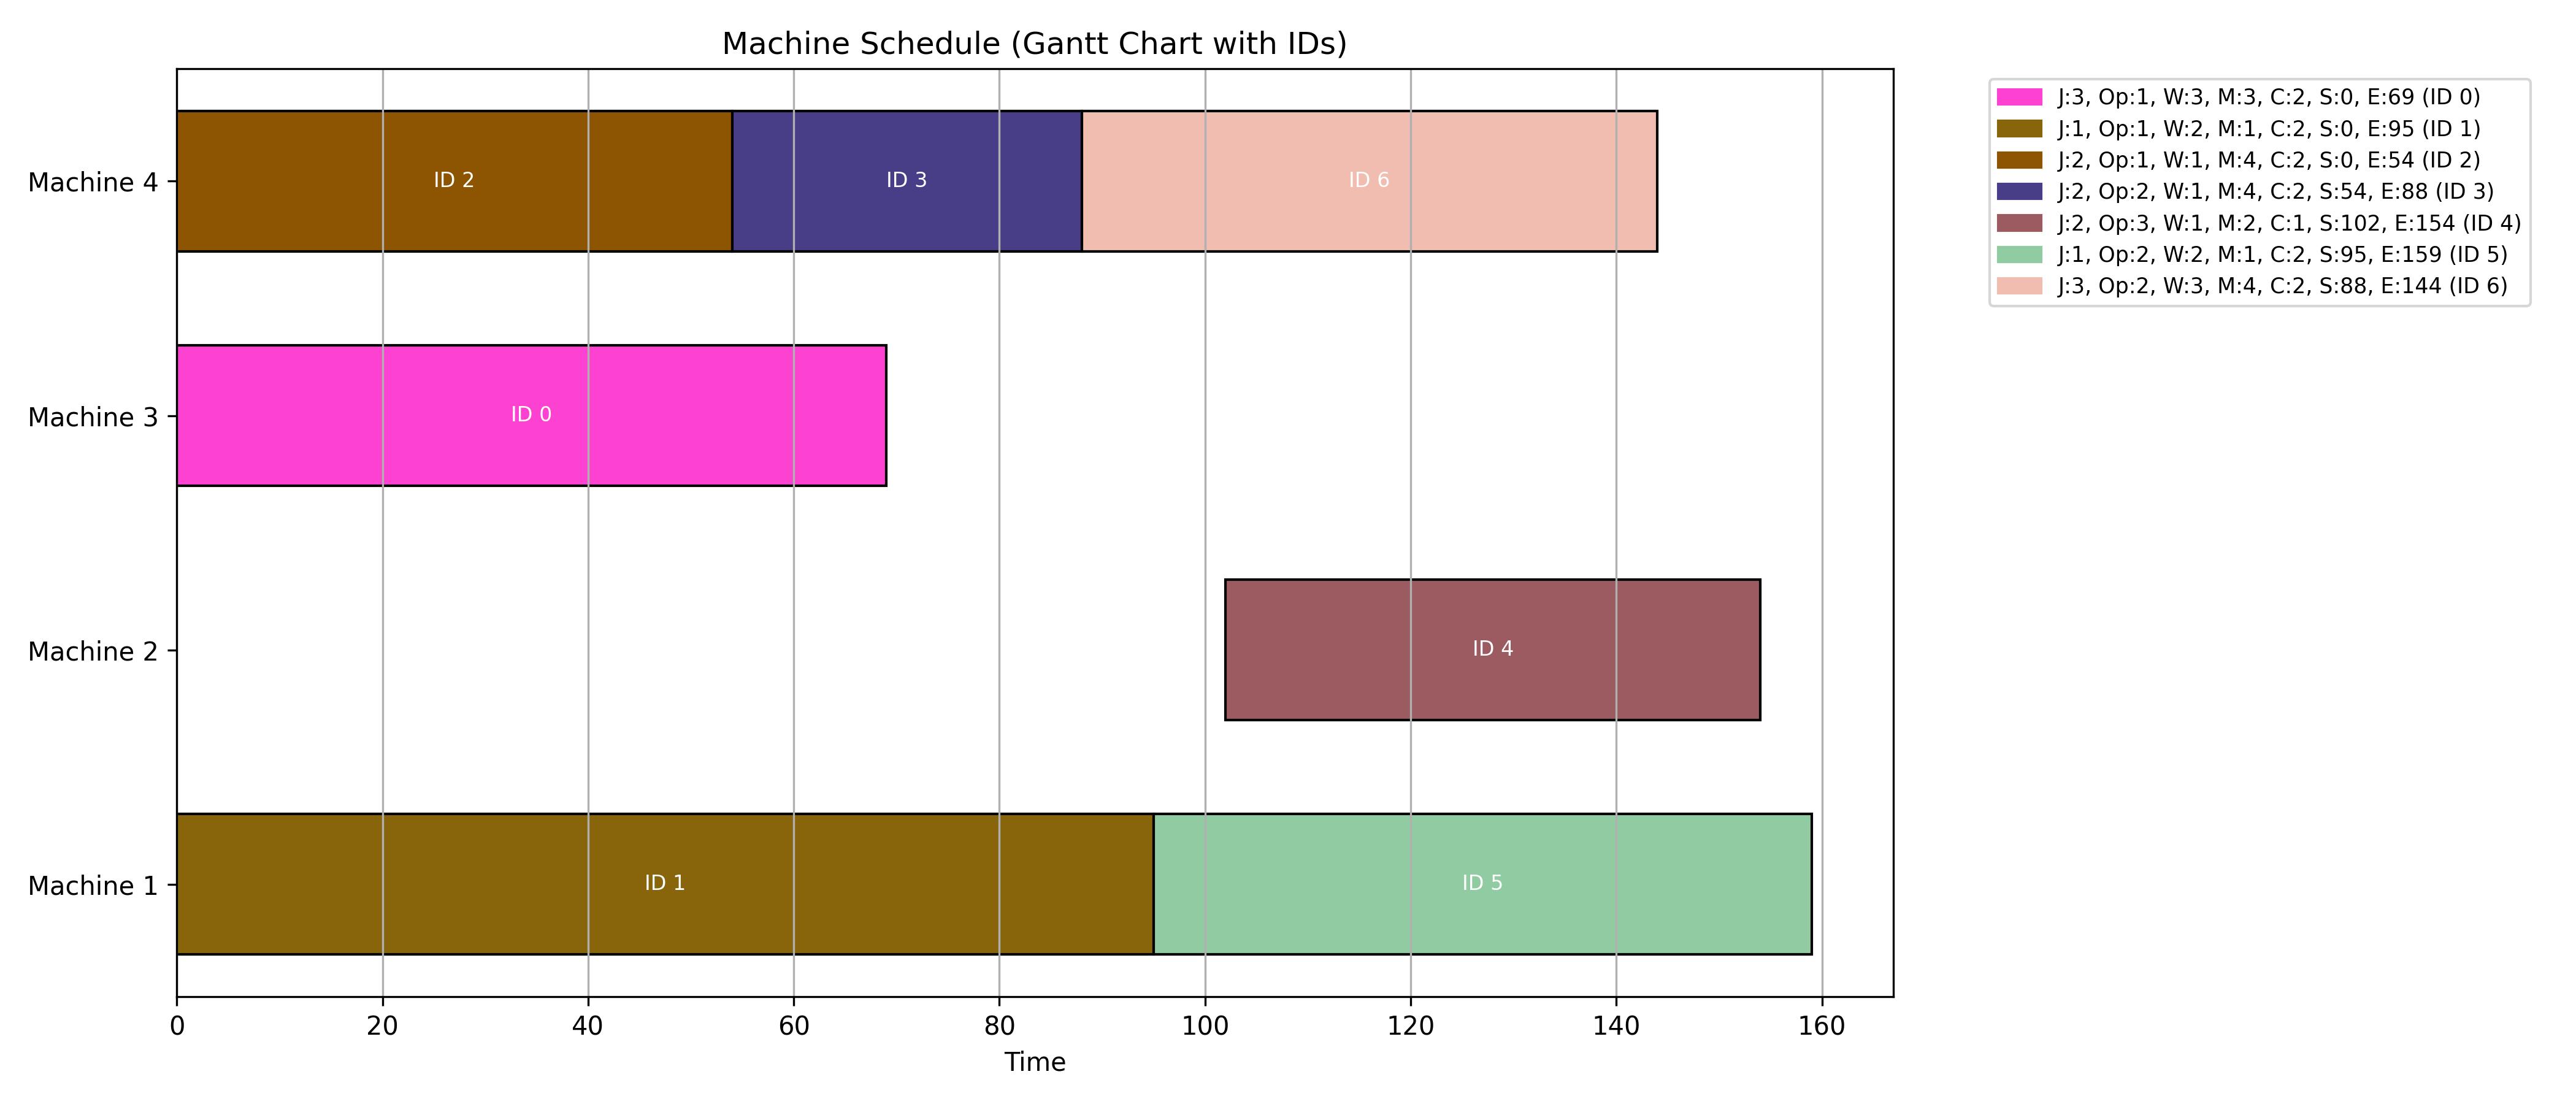 Machine Schedule (Gantt Chart with IDs)
Machine 4
ID 2
ID 3
ID 6
Machine 3
ID 0
Machine 2
ID 4
Machine 1
ID 1
ID 5
0 20 40 60 80 100 120 140 160
Time
J:3, Op:1, W:3, M:3, C:2, S:0, E:69 (ID 0)
J:1, Op:1, W:2, M:1, C:2, S:0, E:95 (ID 1)
J:2, Op:1, W:1, M:4, C:2, S:0, E:54 (ID 2)
J:2, Op:2, W:1, M:4, C:2, S:54, E:88 (ID 3)
J:2, Op:3, W:1, M:2, C:1, S:102, E:154 (ID 4)
J:1, Op:2, W:2, M:1, C:2, S:95, E:159 (ID 5)
J:3, Op:2, W:3, M:4, C:2, S:88, E:144 (ID 6)